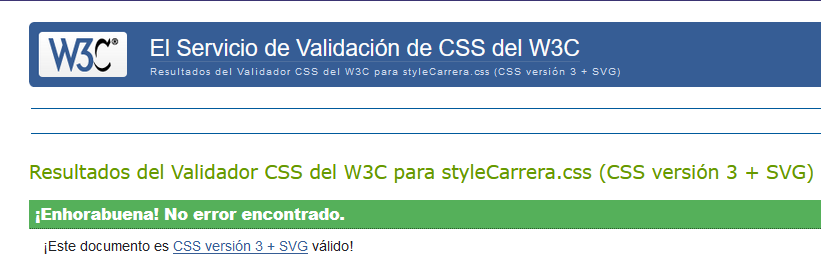 W3C®
El Servicio de Validación de CSS del W3C
Resultados del Validador CSS del W3C para styleCarrera.css (CSS versión 3 + SVG)
Resultados del Validador CSS del W3C para styleCarrera.css (CSS versión 3 + SVG)
¡Enhorabuena! No error encontrado.
¡Este documento es CSS versión 3 + SVG válido!